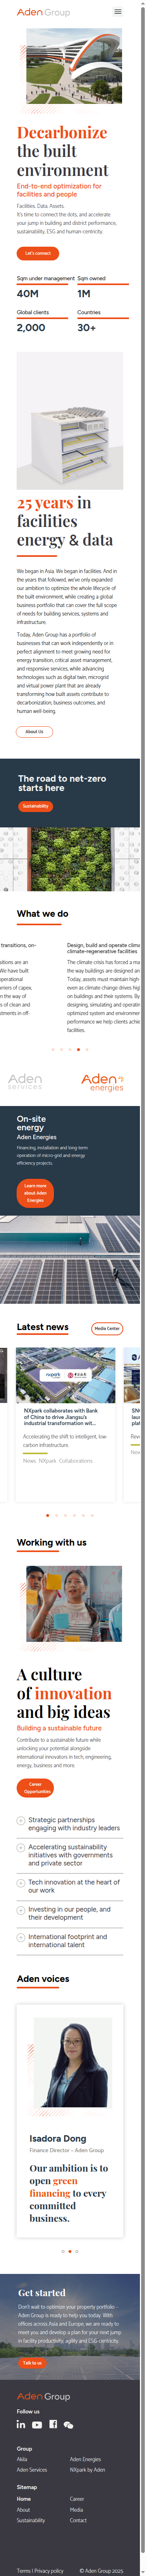 Aden Group
Decarbonize
the built
environment
End-to-end optimization for
facilities and people
Facilities. Data. Assets.
It's time to connect the dots, and accelerate
your jump in building and district performance,
sustainability, ESG and human-centricity.
Let's connect
Sqm under management
40M
Sqm owned
1M
Global clients
2,000
Countries
30+
25 years in
facilities
energy & data
We began in Asia. We began in facilities. And in
the years that followed, we've only expanded
our ambition to optimize the whole lifecycle of
the built environment, while creating a global
business portfolio that can cover the full scope
of needs for building services, systems and
infrastructure.
Today, Aden Group has a portfolio of
businesses that can work independently or in
perfect alignment to meet growing need for
energy transition, critical asset management,
and responsive services, while advancing
technologies such as digital twin, microgrid
and virtual power plant that are already
transforming how built assets contribute to
decarbonization, business outcomes, and
human well-being.
About Us
The road to net-zero
starts here
Sustainability
What we do
transitions, on-
sitions are an
We have built
operational
rriers of capex,
m the
cs of clean and
stments in off-
Design, build and operate clima
climate-regenerative facilities
The climate crisis has forced a ma
the way buildings are designed an
Today, assets must maintain high
even as climate change drives high
on buildings and their systems. By
designing, simulating and operatin
optimize systems, environment and
performance we help clients achie
facilities.
Aden
services
Aden
energies
On-site
energy
Aden Energies
Financing, installation and long-term
operation of micro-grid and energy
efficiency projects.
Learn more
about Aden
Energies
Latest news
Media Center
nxpark
NXpark collaborates with Bank
of China to drive Jiangsu's
industrial transformation wit...
Accelerating the shift to intelligent, low
carbon infrastructure.
News NXpark Collaborations
Working with us
A culture
of innovation
and big ideas
Building a sustainable future
Contribute to a sustainable future while
unlocking your potential alongside
international innovators in tech, engineering,
energy, business and more.
Career
Opportunities
Strategic partnerships
engaging with industry leaders
Accelerating sustainability
initiatives with governments
and private sector
Tech innovation at the heart of
our work
Investing in our people, and
their development
International footprint and
international talent
Aden voices
Isadora Dong
Finance Director – Aden Group
Our ambition is to
open green
financing to every
committed
business.
Get started
Don't wait to optimize your property portfolio –
Aden Group is ready to help you today. With
offices across Asia and Europe, we are ready to
meet you and develop a plan for your next jump
in facility productivity, agility and ESG-centricity.
Talk to us
Aden Group
Follow us
Group
Akila
Aden Energies
Aden Services
NXpark by Aden
Sitemap
Home
Career
About
Media
Sustainability
Contact
Terms | Privacy policy
© Aden Group 2025